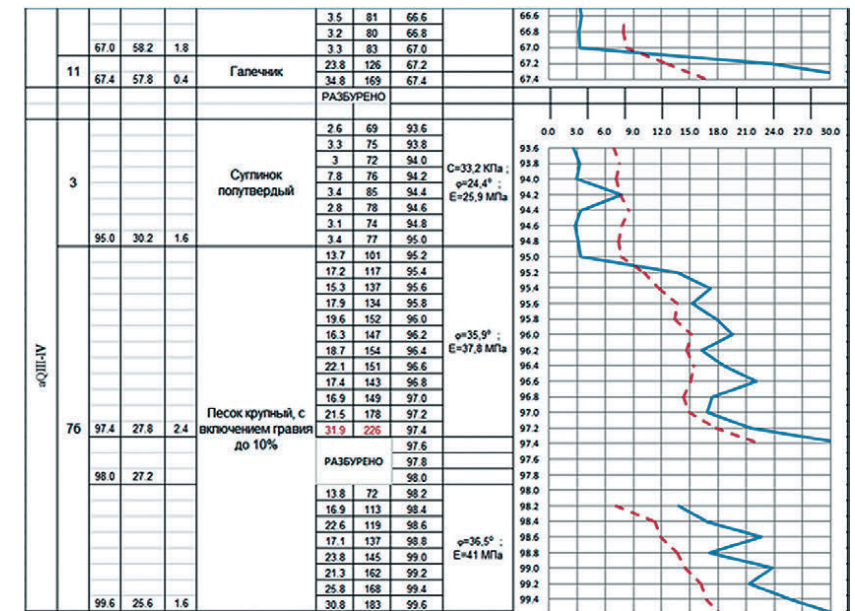 3.5 81 66.6
3.2 80 66.8
67.0 58.2 1.8 3.3 83 67.0
11 Галечник 23.8 126 67.2
67.4 57.8 0.4 34.8 169 67.4
РАЗБУРЕНО
2.6 69 93.6
3.3 75 93.8
3 72 94.0
3 Суглинок попутвердый 7.8 76 94.2 C=33,2 КПа ; φ=24,4° ; E=25,9 МПа
3.4 85 94.4
2.8 78 94.6
3.1 74 94.8
95.0 30.2 1.6 3.4 77 95.0
13.7 101 95.2
17.2 117 95.4
15.3 137 95.6
17.9 134 95.8
19.6 152 96.0
16.3 147 96.2 φ=35,9° ;
18.7 154 96.4 E=37,8 МПа
22.1 151 96.6
17.4 143 96.8
16.9 149 97.0
aQIII-IV
Песок крупный, с 21.5 178 97.2
76 97.4 27.8 2.4 включением гравия 31.9 226 97.4
до 10% 97.6
РАЗБУРЕНО 97.8
98.0 27.2 98.0
13.8 72 98.2
16.9 113 98.4
22.6 119 98.6
17.1 137 98.8 φ=36,5° ;
23.8 145 99.0 E=41 МПа
21.3 162 99.2
25.8 168 99.4
99.6 25.6 1.6 30.8 183 99.6
66.6
66.8
67.0
67.2
67.4
0.0 3.0 6.0 9.0 12.0 15.0 18.0 21.0 24.0 27.0 30.0
93.6
93.8
94.0
94.2
94.4
94.6
94.8
95.0
95.2
95.4
95.6
95.8
96.0
96.2
96.4
96.6
96.8
97.0
97.2
97.4
97.6
97.8
98.0
98.2
98.4
98.6
98.8
99.0
99.2
99.4